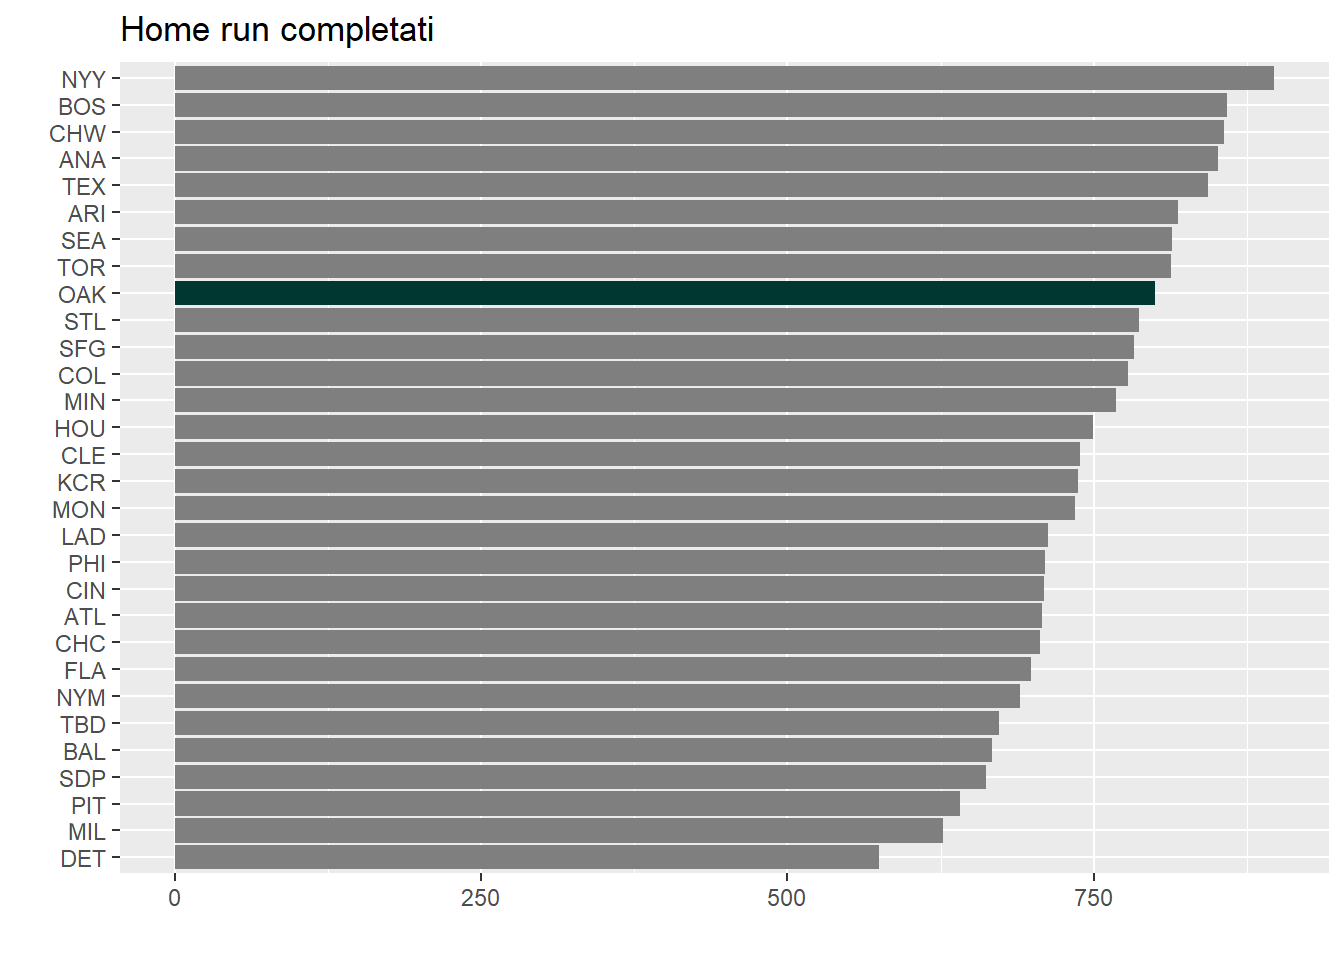 Home run completati
NYY
BOS
CHW
ANA
TEX
ARI
SEA
TOR
OAK
STL
SFG
COL
MIN
HOU
CLE
KCR
MON
LAD
PHI
CIN
ATL
CHC
FLA
NYM
TBD
BAL
SDP
PIT
MIL
DET
0 250 500 750